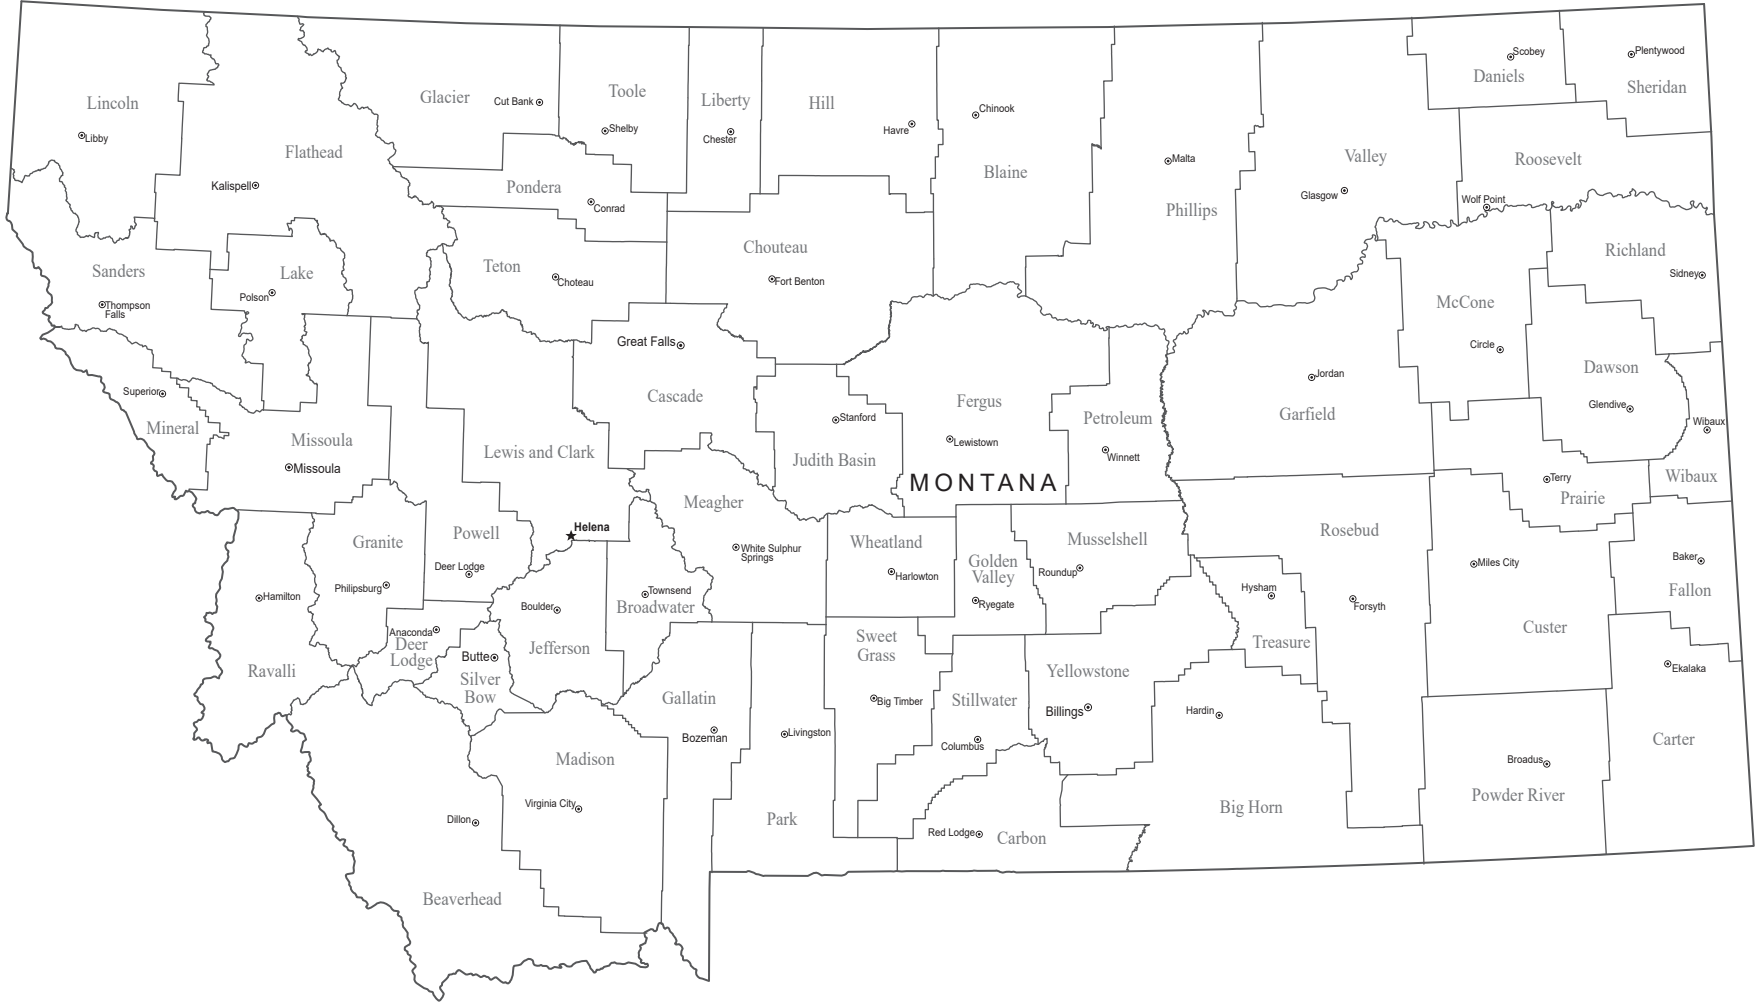 Scobey
Plentywood
Daniels
Sheridan
Lincoln
Glacier
Cut Bank
Toole
Liberty
Hill
Chinook
Libby
Shelby
Chester
Havre
Flathead
Blaine
Malta
Valley
Roosevelt
Kalispell
Pondera
Conrad
Phillips
Glasgow
Wolf Point
Sanders
Lake
Teton
Choteau
Chouteau
Fort Benton
Richland
Sidney
Polson
Thompson
Falls
McCone
Great Falls
Circle
Dawson
Jordan
Superior
Cascade
Stanford
Fergus
Petroleum
Garfield
Glendive
Wibaux
Mineral
Missoula
Lewis and Clark
Judith Basin
Lewistown
Winnett
Missoula
MONTANA
Terry
Prairie
Wibaux
Meagher
Granite
Powell
Helena
White Sulphur
Springs
Wheatland
Musselshell
Rosebud
Deer Lodge
Golden
Valley
Harlowton
Roundup
Miles City
Baker
Philipsburg
Hamilton
Boulder
Townsend
Broadwater
Ryegate
Hysham
Forsyth
Fallon
Anaconda
Deer
Lodge
Butte
Jefferson
Sweet
Grass
Treasure
Custer
Ravalli
Silver
Bow
Gallatin
Yellowstone
Ekalaka
Big Timber
Stillwater
Billings
Hardin
Bozeman
Livingston
Columbus
Madison
Carter
Broadus
Virginia City
Dillon
Park
Red Lodge
Carbon
Big Horn
Powder River
Beaverhead